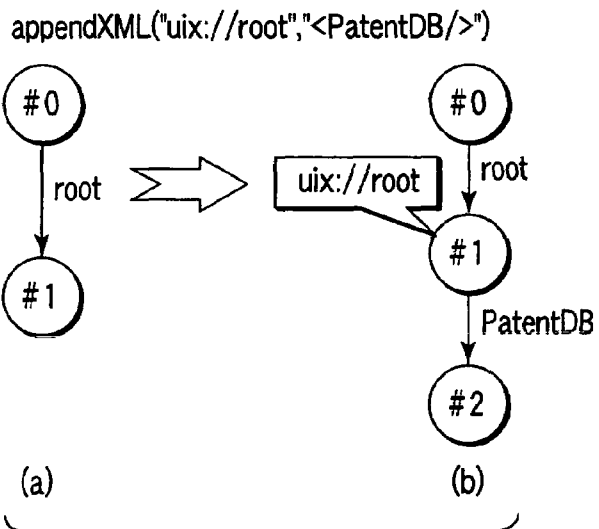 appendXML("uix://root","<PatentDB/>")
#0
root
#1
#0
root
uix://root
#1
PatentDB
#2
(a)
(b)